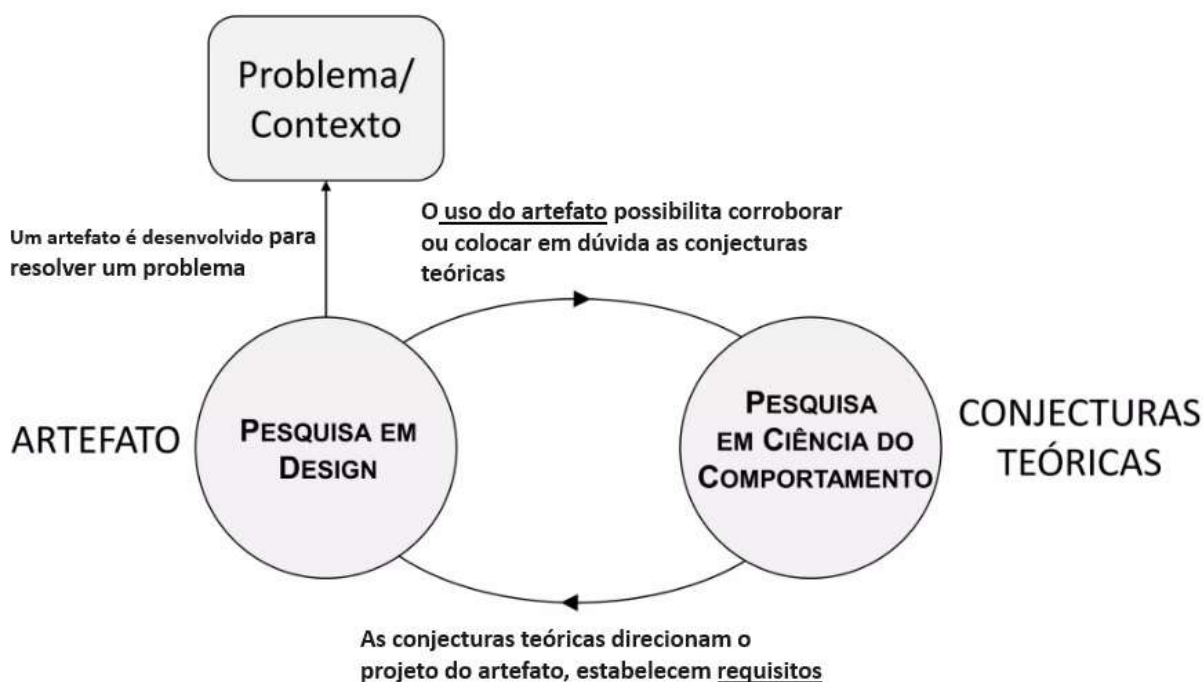 Problema/
Contexto
Um artefato é desenvolvido para
resolver um problema
O uso do artefato possibilita corroborar
ou colocar em dúvida as conjecturas
teóricas
ARTEFATO
PESQUISA EM
DESIGN
PESQUISA
EM CIÊNCIA DO
COMPORTAMENTO
CONJECTURAS
TEÓRICAS
As conjecturas teóricas direcionam o
projeto do artefato, estabelecem requisitos